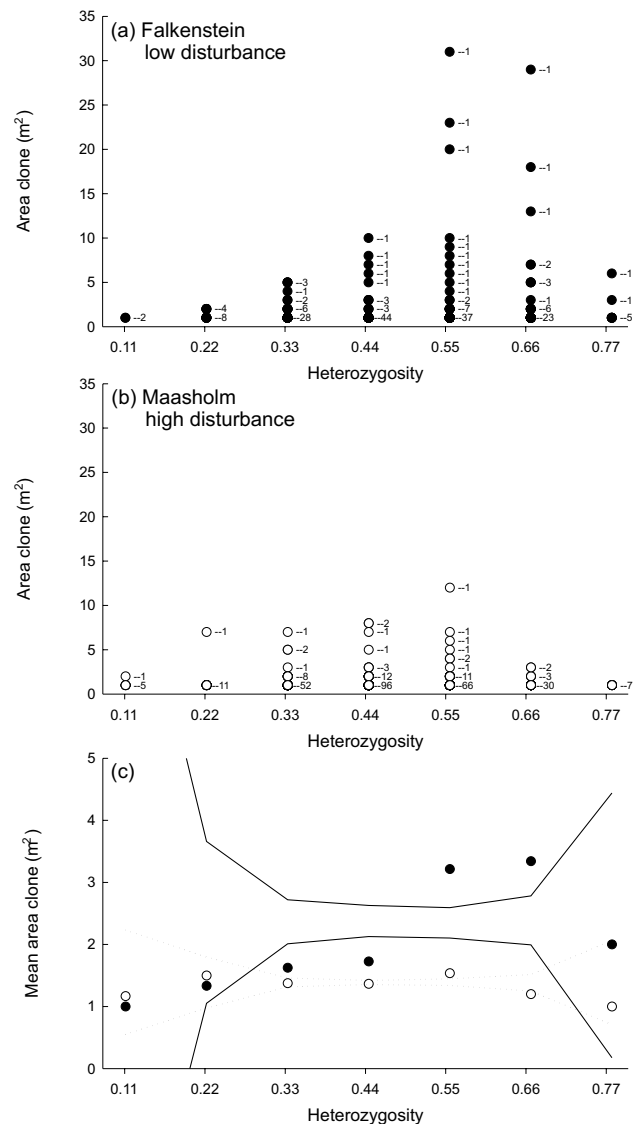 (a) Falkenstein
low disturbance
35
30
25
20
15
10
5
0
Area clone (m²)
--1 --1
--1
--1
--1
--1
--1 --1
--1
--1 --1
--1 --1 --2
--1 --1 --1
--3 --1 --1 --3
--1 --1
--2 --3 --2 --1 --1
--4 --6 --3 --7 --6
--2 --8 --28 --44 --37 --23 --5
0.11 0.22 0.33 0.44 0.55 0.66 0.77
Heterozygosity
(b) Maasholm
high disturbance
35
30
25
20
15
10
5
0
Area clone (m²)
--1
--2
--1 --1 --1 --1
--1
--2 --1 --1
--2
--1 --3 --1 --2
--1 --8 --12 --11 --3
--5 --11 --52 --96 --66 --30 --7
0.11 0.22 0.33 0.44 0.55 0.66 0.77
Heterozygosity
(c)
5
4
3
2
1
0
Mean area clone (m²)
0.11 0.22 0.33 0.44 0.55 0.66 0.77
Heterozygosity